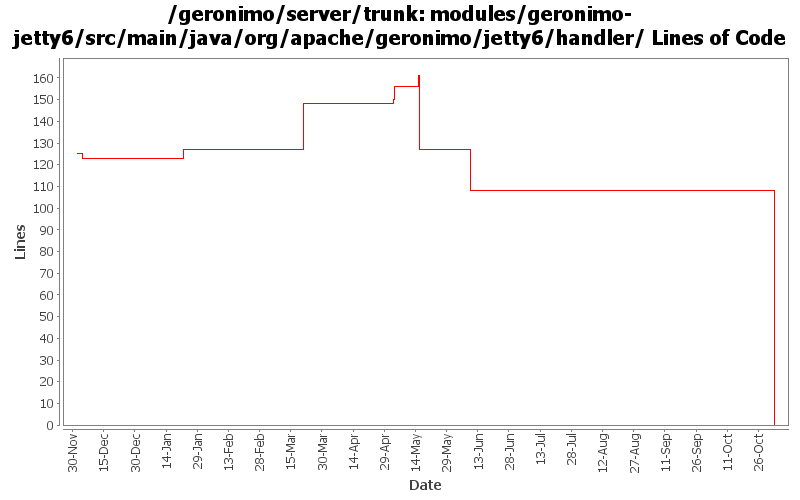 /geronimo/server/trunk: modules/geronimo-
jetty6/src/main/java/org/apache/geronimo/jetty6/handler/ Lines of Code
160
150
140
130
120
110
100
90
80
70
60
50
40
30
20
10
0
Lines
30-Nov
15-Dec
30-Dec
14-Jan
29-Jan
13-Feb
28-Feb
15-Mar
30-Mar
14-Apr
29-Apr
14-May
29-May
13-Jun
28-Jun
13-Jul
28-Jul
12-Aug
27-Aug
11-Sep
26-Sep
11-Oct
26-Oct
Date